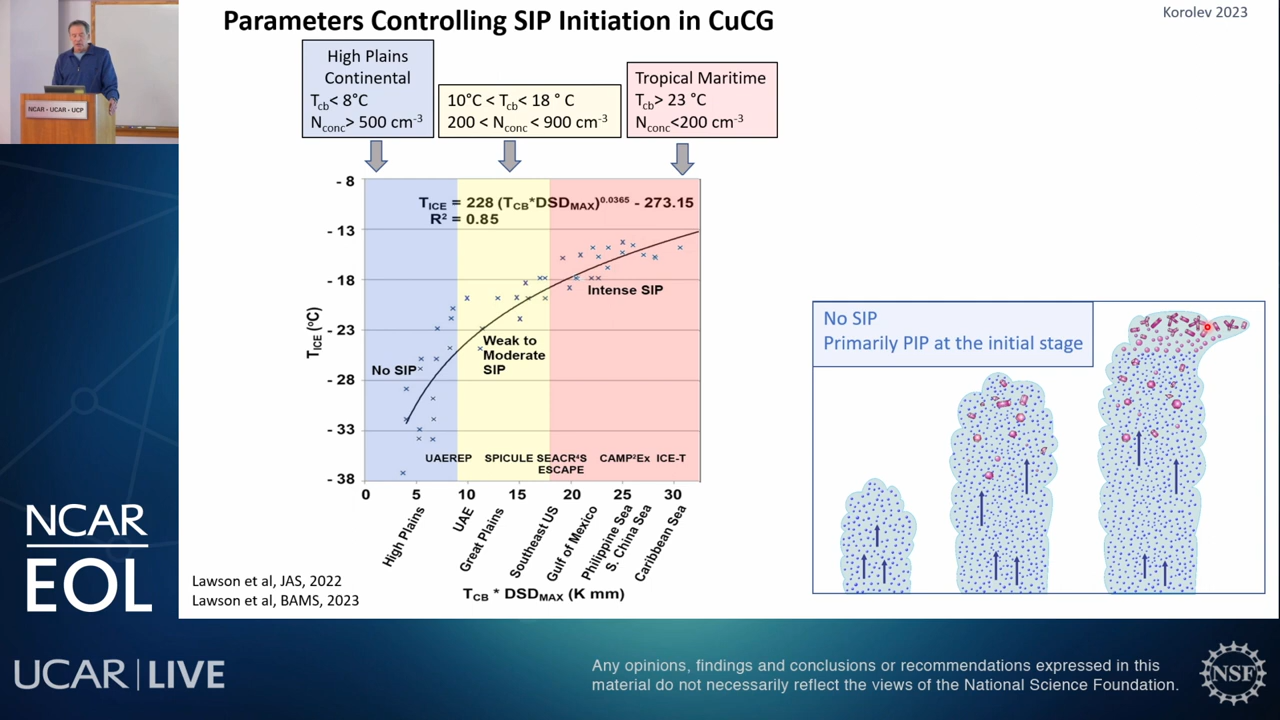 Parameters Controlling SIP Initiation in CuCG
Korolev 2023
High Plains
Continental
Tcb< 8°C
Nconc> 500 cm-3
10°C < Tcb< 18 ° C
200 < Nconc < 900 cm-3
Tropical Maritime
Tcb> 23 °C
Nconc<200 cm-3
NCAR • UCAR • UCP
TICE = 228 (TCB*DSDMAX)0.0365 - 273.15
R2 = 0.85
- 8
- 13
- 18
- 23
- 28
- 33
- 38
TICE (°C)
Intense SIP
Weak to
Moderate
SIP
No SIP
UAEREP
SPICULE
SEAC4RS
ESCAPE
CAMP2Ex
ICE-T
0
5
10
15
20
25
30
High Plains
UAE
Great Plains
Southeast US
Gulf of Mexico
Philippine Sea
S. China Sea
Caribbean Sea
TCB * DSDMAX (K mm)
Lawson et al, JAS, 2022
Lawson et al, BAMS, 2023
No SIP
Primarily PIP at the initial stage
NCAR
EOL
UCAR | LIVE
Any opinions, findings and conclusions or recommendations expressed in this
material do not necessarily reflect the views of the National Science Foundation.
NSF